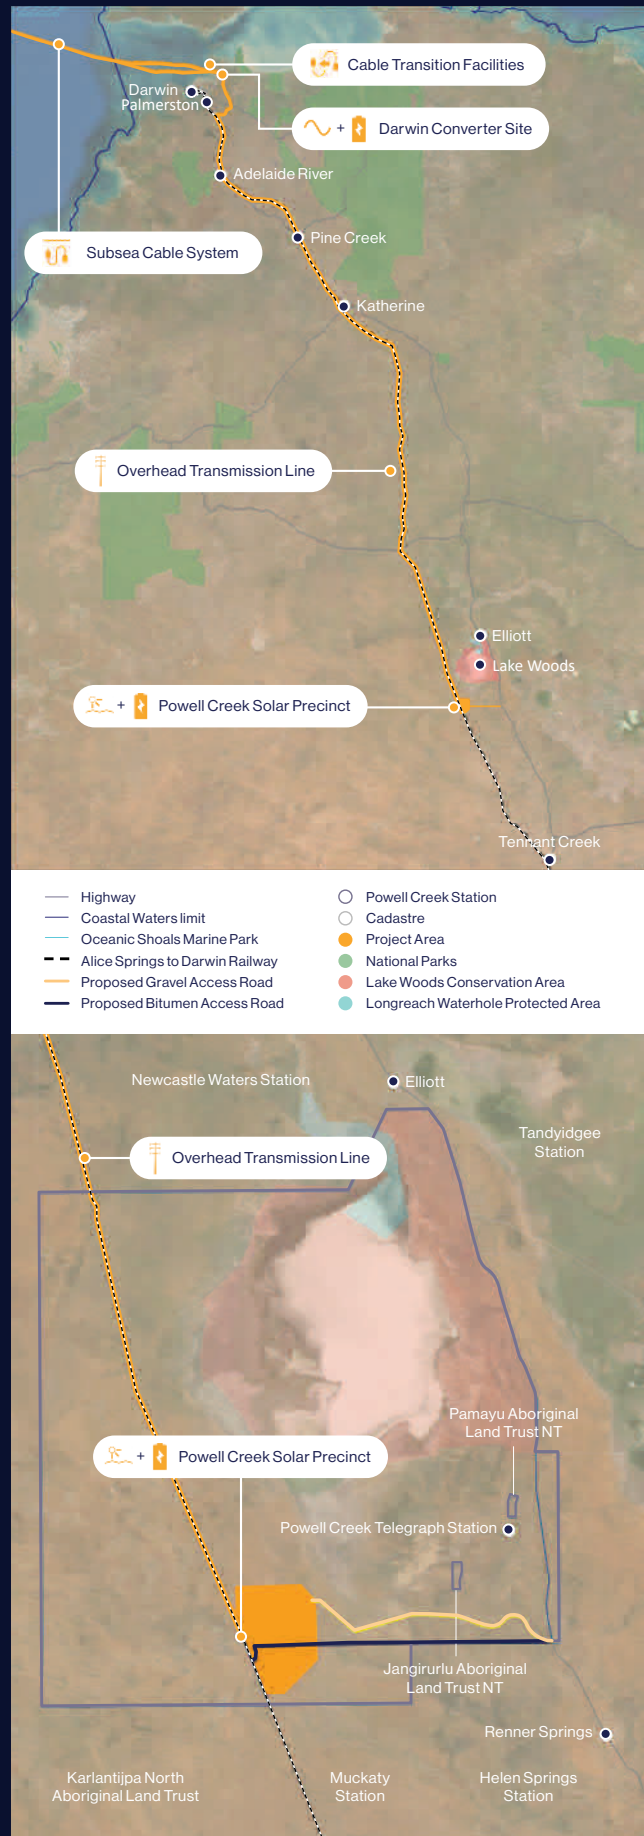 Cable Transition Facilities
Darwin
Palmerston
+ Darwin Converter Site
Adelaide River
Pine Creek
Subsea Cable System
Katherine
Overhead Transmission Line
Elliott
Lake Woods
+ Powell Creek Solar Precinct
Tennant Creek
Highway
Coastal Waters limit
Oceanic Shoals Marine Park
Alice Springs to Darwin Railway
Proposed Gravel Access Road
Proposed Bitumen Access Road
Powell Creek Station
Cadastre
Project Area
National Parks
Lake Woods Conservation Area
Longreach Waterhole Protected Area
Newcastle Waters Station
Elliott
Tandyidgee
Station
Overhead Transmission Line
Pamayu Aboriginal
Land Trust NT
+ Powell Creek Solar Precinct
Powell Creek Telegraph Station
Jangirurlu Aboriginal
Land Trust NT
Renner Springs
Karlantijpa North
Aboriginal Land Trust
Muckaty
Station
Helen Springs
Station